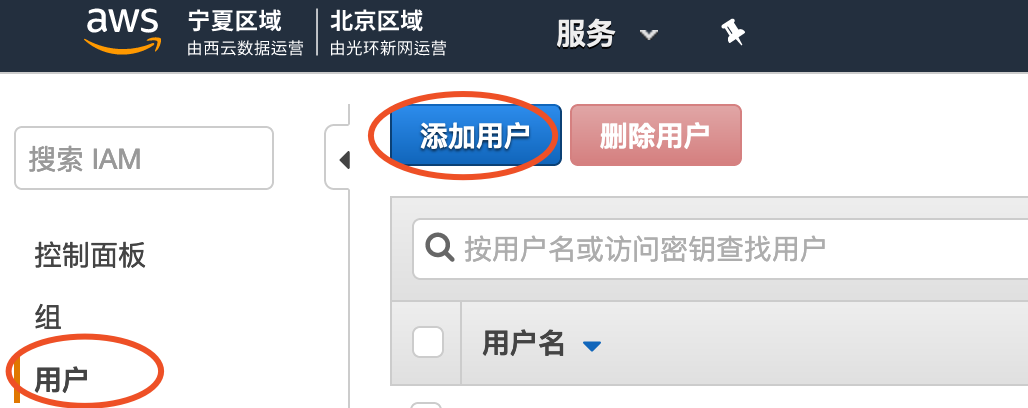 aws 宁夏区域 北京区域 服务
由西云数据运营 由光环新网运营
添加用户 删除用户
搜索 IAM
按用户名或访问密钥查找用户
控制面板
组
用户名
用户